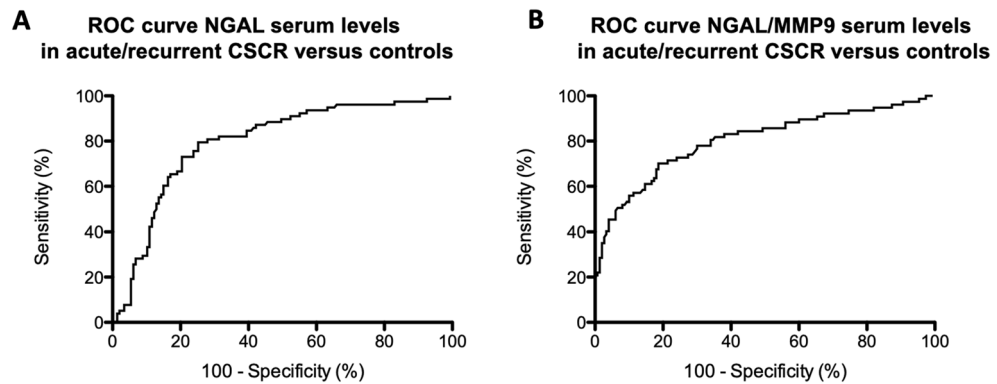 A
ROC curve NGAL serum levels
in acute/recurrent CSCR versus controls
100
80
60
40
20
0
Sensitivity (%)
0 20 40 60 80 100
100 - Specificity (%)
B
ROC curve NGAL/MMP9 serum levels
in acute/recurrent CSCR versus controls
100
80
60
40
20
0
Sensitivity (%)
0 20 40 60 80 100
100 - Specificity (%)